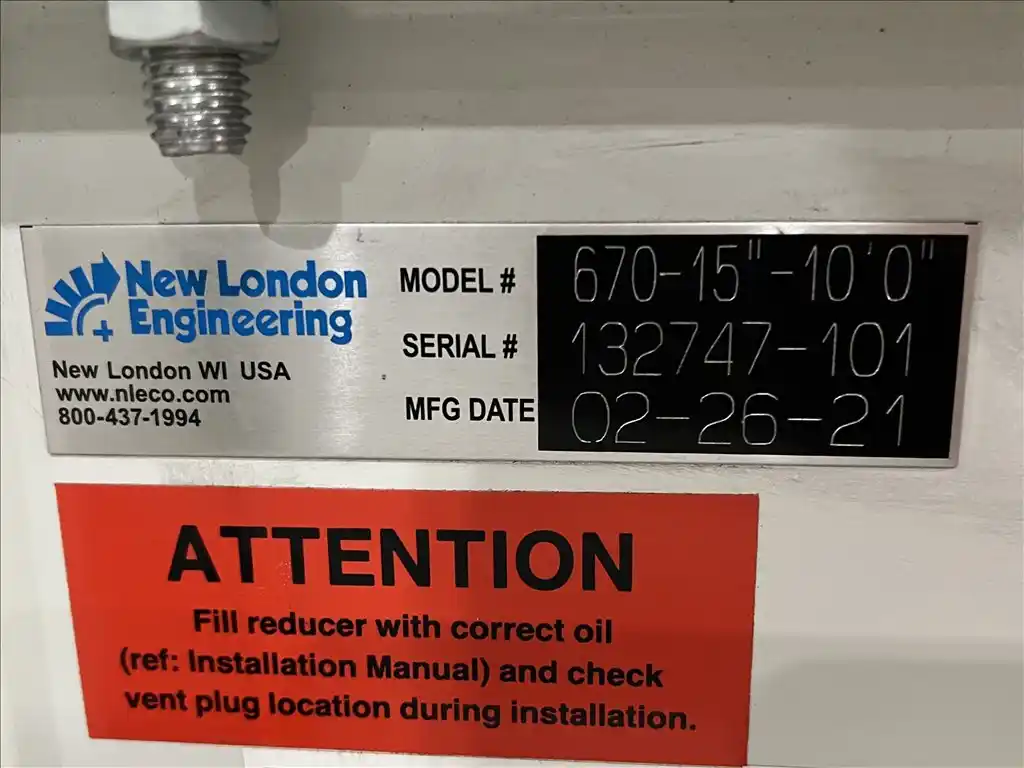 New London
Engineering
New London WI USA
www.nleco.com
800-437-1994
MODEL # 670-15"-10'0"
SERIAL # 132747-101
MFG DATE 02-26-21
ATTENTION
Fill reducer with correct oil
(ref: Installation Manual) and check
vent plug location during installation.